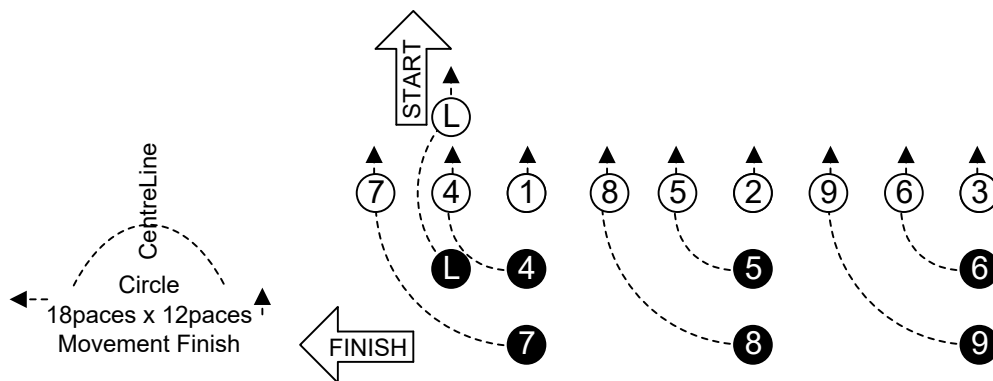 START
L
7 4 1 8 5 2 9 6 3
CentreLine
L 4 5 6
Circle
18paces x 12paces
Movement Finish
FINISH
7 8 9